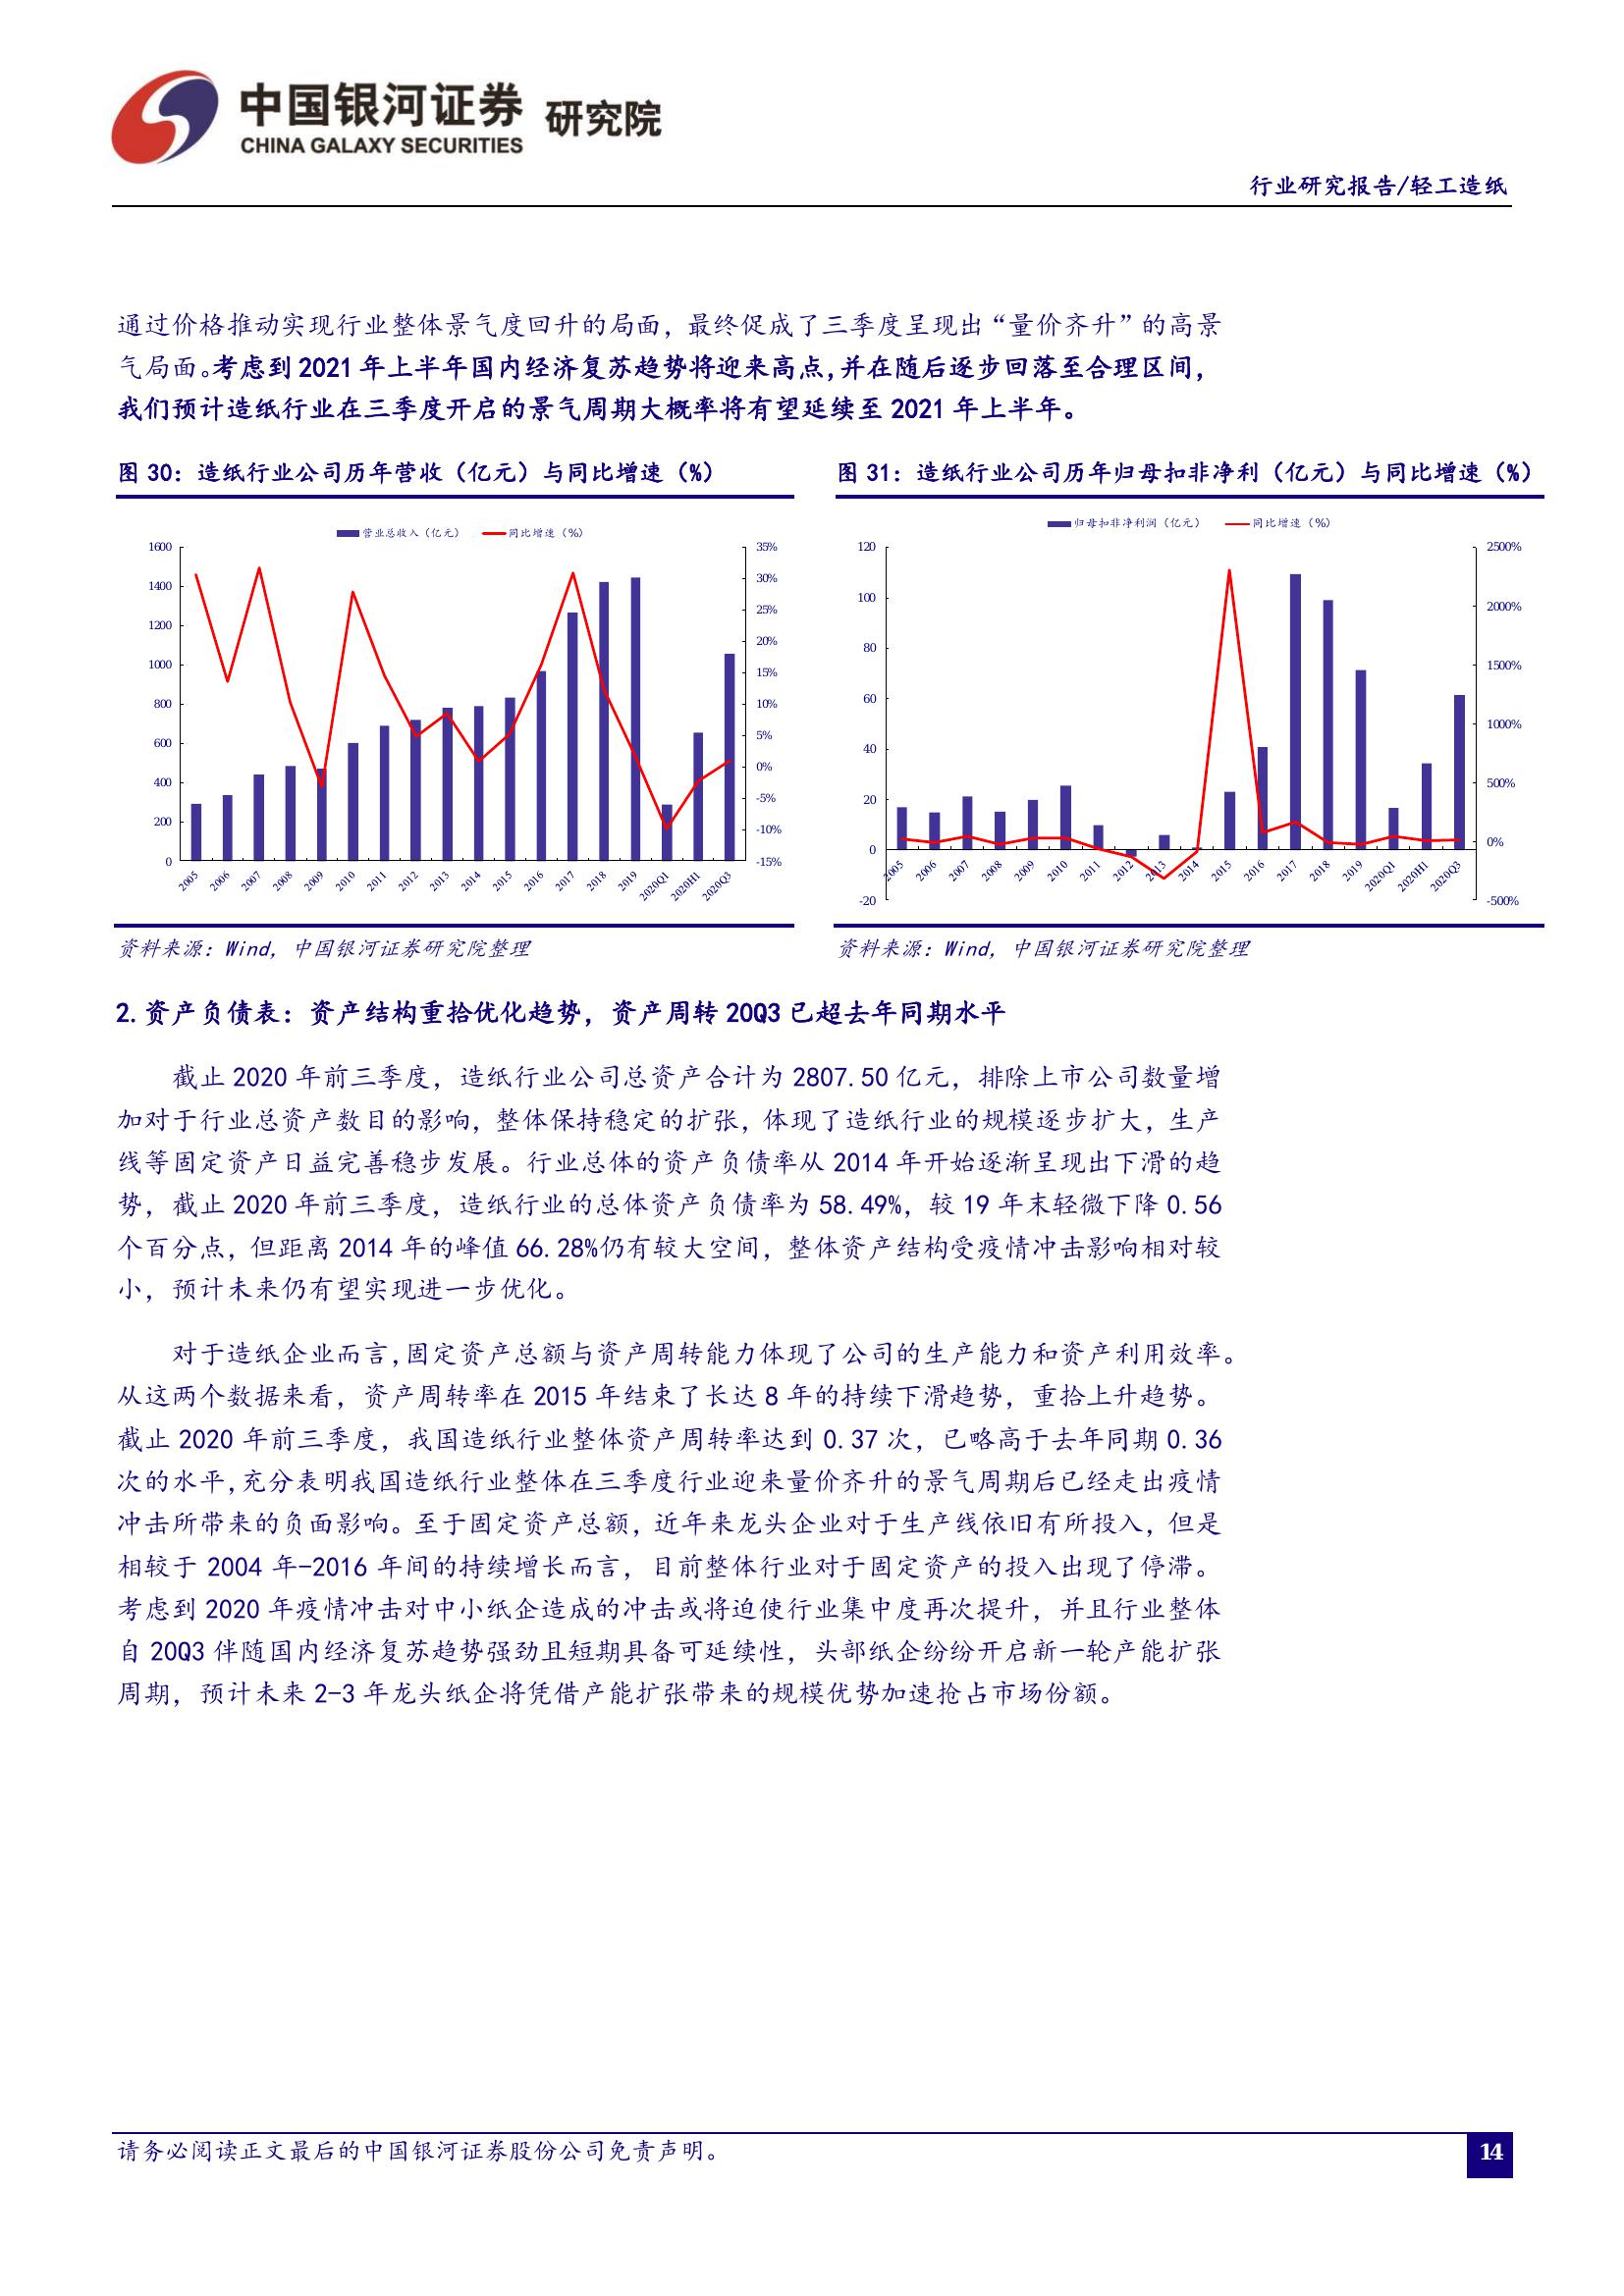 中国银河证券 研究院
CHINA GALAXY SECURITIES
行业研究报告/轻工造纸
通过价格推动实现行业整体景气度回升的局面，最终促成了三季度呈现出“量价齐升”的高景
气局面。考虑到 2021 年上半年国内经济复苏趋势将迎来高点，并在随后逐步回落至合理区间，
我们预计造纸行业在三季度开启的景气周期大概率将有望延续至 2021 年上半年。
图 30：造纸行业公司历年营收（亿元）与同比增速（%）
营业总收入（亿元） 同比增速（%）
1600
1400
1200
1000
800
600
400
200
0
35%
30%
25%
20%
15%
10%
5%
0%
-5%
-10%
-15%
2005 2006 2007 2008 2009 2010 2011 2012 2013 2014 2015 2016 2017 2018 2019 2020Q1 2020H1 2020Q3
资料来源：Wind，中国银河证券研究院整理
图 31：造纸行业公司历年归母扣非净利（亿元）与同比增速（%）
归母扣非净利润（亿元） 同比增速（%）
120
100
80
60
40
20
0
-20
2500%
2000%
1500%
1000%
500%
0%
-500%
2005 2006 2007 2008 2009 2010 2011 2012 2013 2014 2015 2016 2017 2018 2019 2020Q1 2020H1 2020Q3
资料来源：Wind，中国银河证券研究院整理
2. 资产负债表：资产结构重拾优化趋势，资产周转 20Q3 已超去年同期水平
截止 2020 年前三季度，造纸行业公司总资产合计为 2807.50 亿元，排除上市公司数量增
加对于行业总资产数目的影响，整体保持稳定的扩张，体现了造纸行业的规模逐步扩大，生产
线等固定资产日益完善稳步发展。行业总体的资产负债率从 2014 年开始逐渐呈现出下滑的趋
势，截止 2020 年前三季度，造纸行业的总体资产负债率为 58.49%，较 19 年末轻微下降 0.56
个百分点，但距离 2014 年的峰值 66.28%仍有较大空间，整体资产结构受疫情冲击影响相对较
小，预计未来仍有望实现进一步优化。
对于造纸企业而言，固定资产总额与资产周转能力体现了公司的生产能力和资产利用效率。
从这两个数据来看，资产周转率在 2015 年结束了长达 8 年的持续下滑趋势，重拾上升趋势。
截止 2020 年前三季度，我国造纸行业整体资产周转率达到 0.37 次，已略高于去年同期 0.36
次的水平，充分表明我国造纸行业整体在三季度行业迎来量价齐升的景气周期后已经走出疫情
冲击所带来的负面影响。至于固定资产总额，近年来龙头企业对于生产线依旧有所投入，但是
相较于 2004 年-2016 年间的持续增长而言，目前整体行业对于固定资产的投入出现了停滞。
考虑到 2020 年疫情冲击对中小纸企造成的冲击或将迫使行业集中度再次提升，并且行业整体
自 20Q3 伴随国内经济复苏趋势强劲且短期具备可延续性，头部纸企纷纷开启新一轮产能扩张
周期，预计未来 2-3 年龙头纸企将凭借产能扩张带来的规模优势加速抢占市场份额。
请务必阅读正文最后的中国银河证券股份公司免责声明。
14